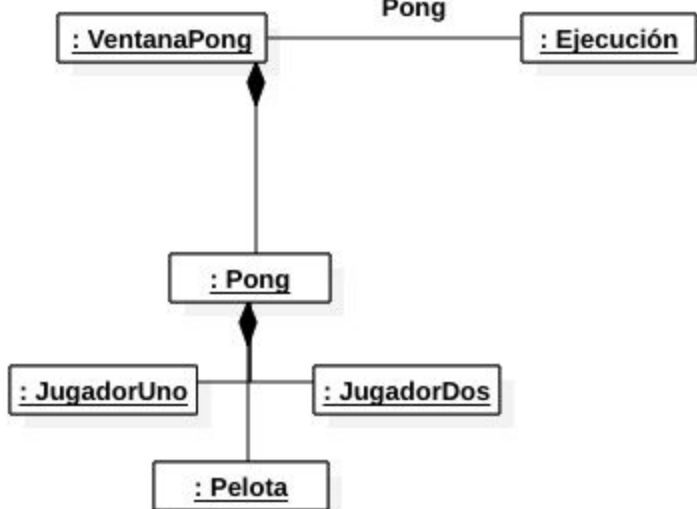 Pong
: VentanaPong
: Ejecución
: Pong
: JugadorUno
: JugadorDos
: Pelota